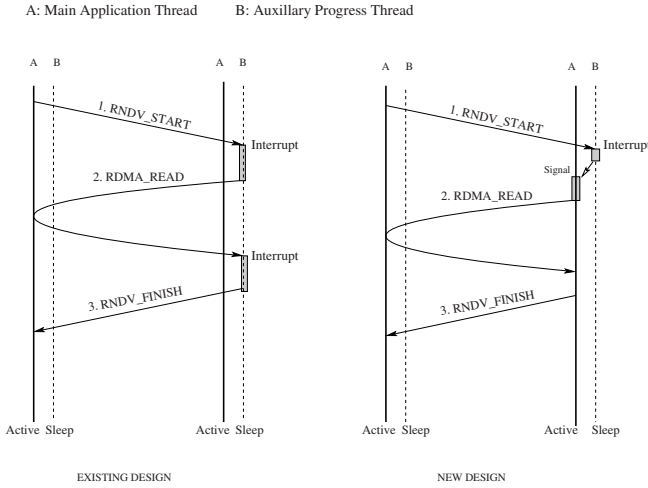 A: Main Application Thread B: Auxillary Progress Thread
A B A B
1. RNDV_START
Interrupt
2. RDMA_READ
Interrupt
3. RNDV_FINISH
Active Sleep Active Sleep
EXISTING DESIGN
A B A B
1. RNDV_START
Interrupt
Signal
2. RDMA_READ
3. RNDV_FINISH
Active Sleep Active Sleep
NEW DESIGN